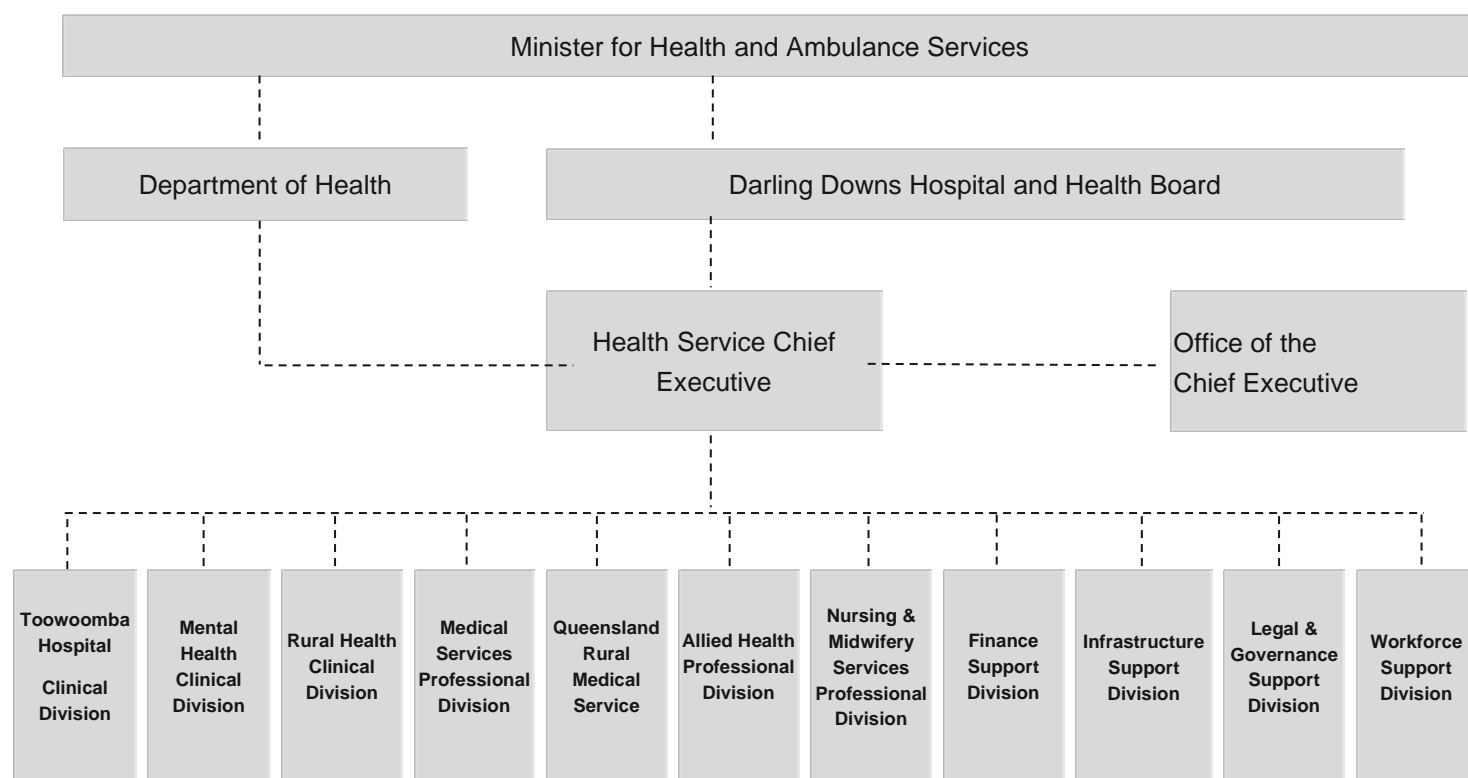 Minister for Health and Ambulance Services
Department of Health
Darling Downs Hospital and Health Board
Health Service Chief
Executive
Office of the
Chief Executive
Toowoomba
Hospital
Clinical
Division
Mental
Health
Clinical
Division
Rural Health
Clinical
Division
Medical
Services
Professional
Division
Queensland
Rural
Medical
Service
Allied Health
Professional
Division
Nursing &
Midwifery
Services
Professional
Division
Finance
Support
Division
Infrastructure
Support
Division
Legal &
Governance
Support
Division
Workforce
Support
Division